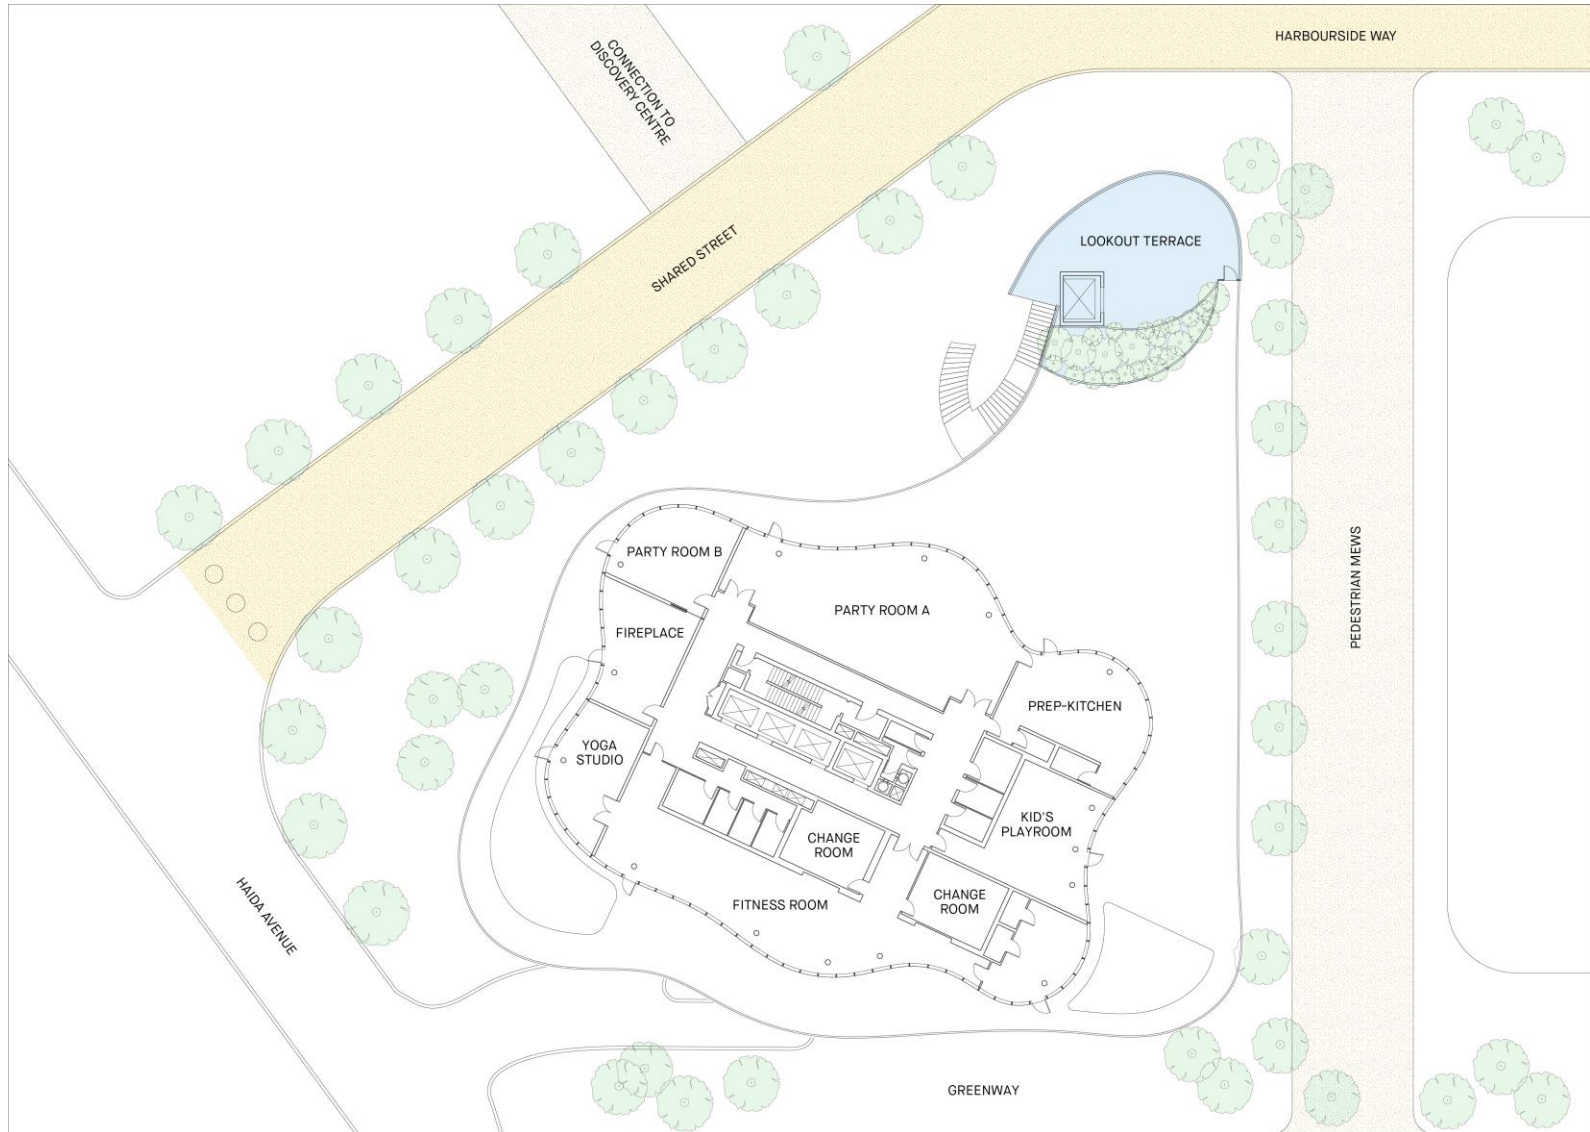 HARBOURSIDE WAY
CONNECTION TO
DISCOVERY CENTRE
LOOKOUT TERRACE
SHARED STREET
PARTY ROOM B
PARTY ROOM A
FIREPLACE
PEDESTRIAN MEWS
PREP-KITCHEN
YOGA
STUDIO
KID'S
PLAYROOM
CHANGE
ROOM
CHANGE
ROOM
FITNESS ROOM
HAIDA AVENUE
GREENWAY